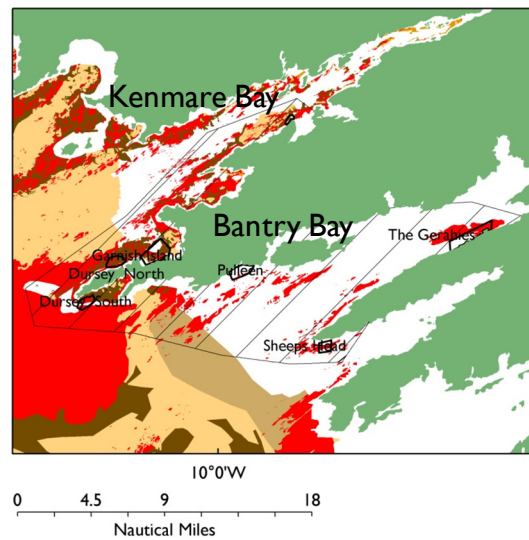 Kenmare Bay
Bantry Bay
The Gerahies
Garnish Island
Dursey North
Pulleen
Dursey South
Sheeps Head
10°0'W
0 4.5 9 18
Nautical Miles